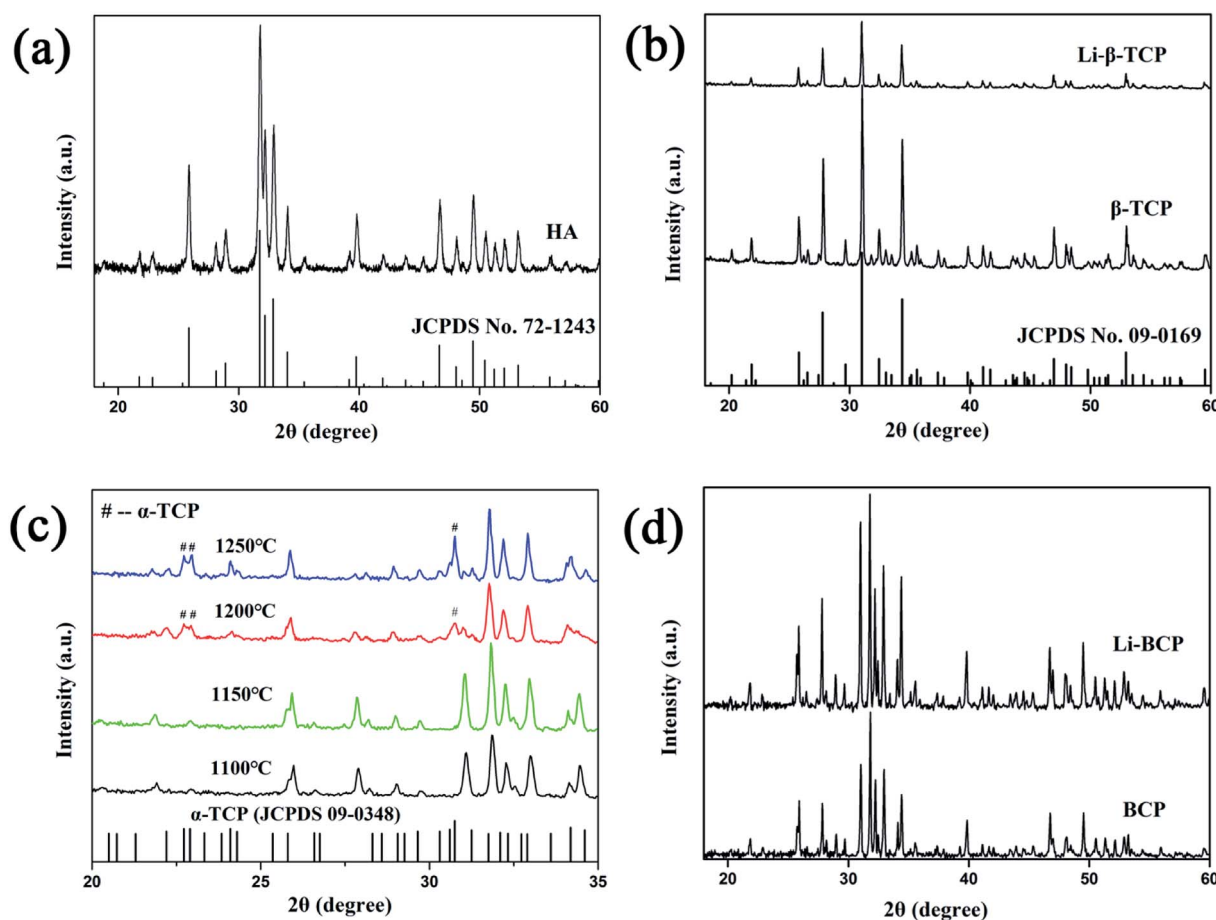 (a)
Intensity (a.u.)
HA
JCPDS No. 72-1243
20 30 40 50 60
2θ (degree)
(b)
Intensity (a.u.)
Li-β-TCP
β-TCP
JCPDS No. 09-0169
20 30 40 50 60
2θ (degree)
(c)
Intensity (a.u.)
# -- α-TCP
#
##
1250°C
#
##
1200°C
1150°C
1100°C
α-TCP (JCPDS 09-0348)
20 25 30 35
2θ (degree)
(d)
Intensity (a.u.)
Li-BCP
BCP
20 30 40 50 60
2θ (degree)